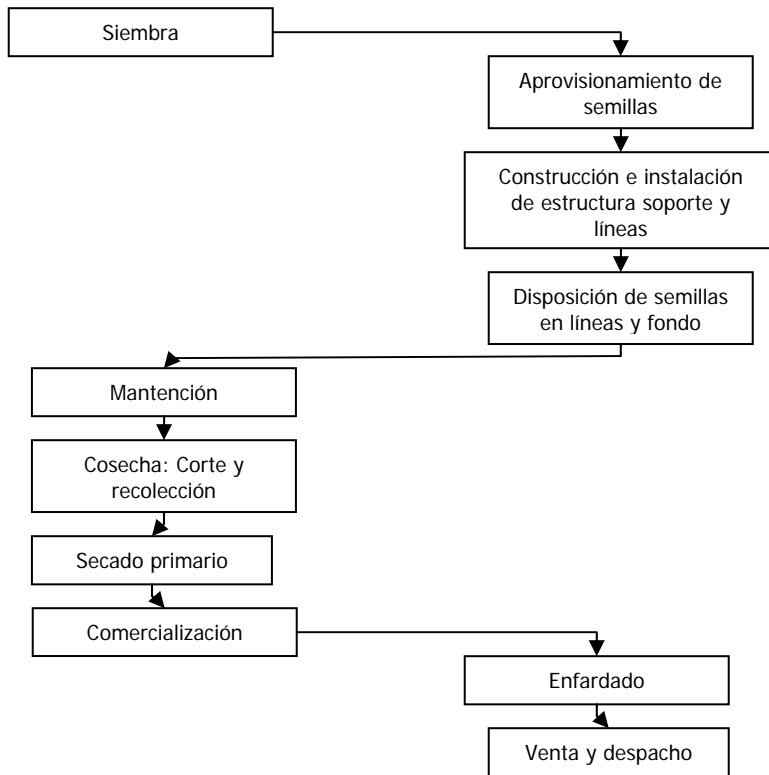 Siembra
Aprovisionamiento de
semillas
Construcción e instalación
de estructura soporte y
líneas
Disposición de semillas
en líneas y fondo
Mantención
Cosecha: Corte y
recolección
Secado primario
Comercialización
Enfardado
Venta y despacho